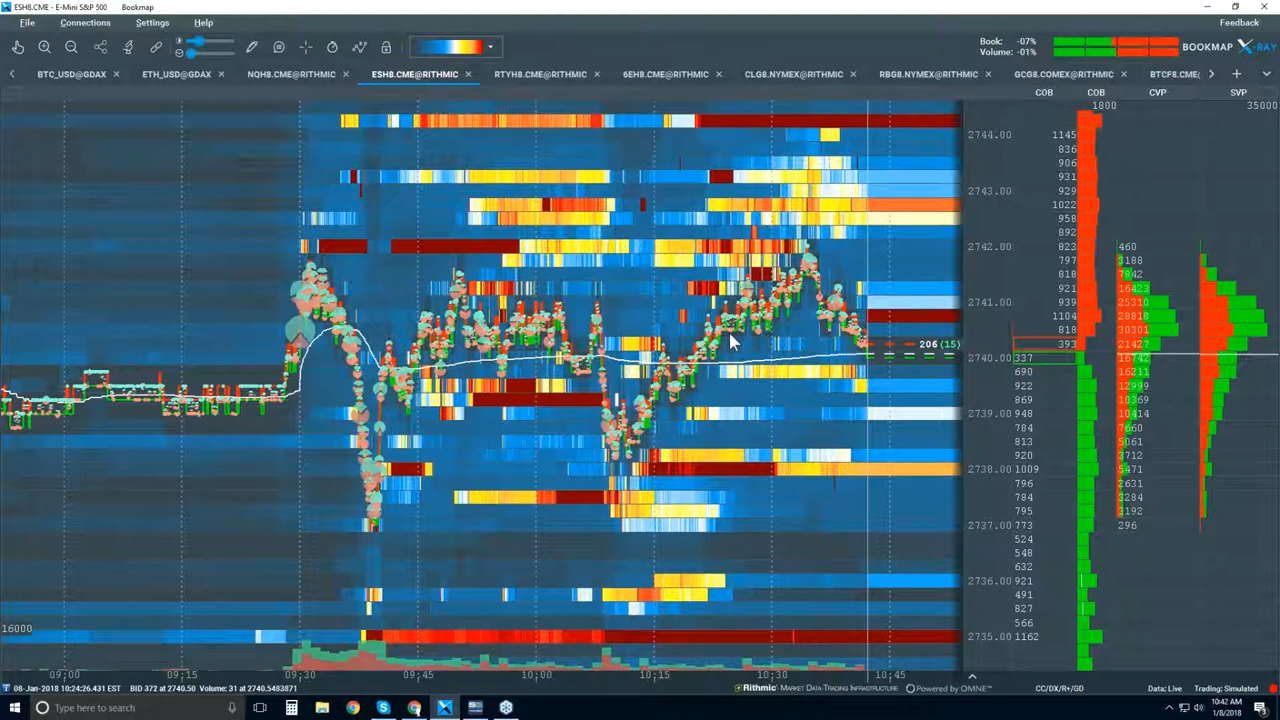 ESH8.CME - E-Mini S&P 500 Bookmap
File Connections Settings Help Feedback
Book: -07%
Volume: -01%
BOOKMAP X-RAY
BTC_USD@GDAX ETH_USD@GDAX NQH8.CME@RITHMIC ESH8.CME@RITHMIC RTYH8.CME@RITHMIC 6EH8.CME@RITHMIC CLG8.NYMEX@RITHMIC RBG8.NYMEX@RITHMIC GCG8.COMEX@RITHMIC BTCF8.CME
COB COB CVP SVP
1800 35000
2744.00 1145
836
906
931
2743.00 929
1022
958
892
2742.00 823 460
797 3188
818 7842
921 16423
2741.00 939 25310
1104 28818
818 30301
206 (15) 393 21427
2740.00 337 16742
690 16211
922 12999
869 10369
2739.00 948 10414
784 7660
813 5061
920 3712
2738.00 1009 5471
796 2631
784 3284
795 3192
2737.00 773 296
524
548
632
2736.00 921
491
827
16000 566
2735.00 1162
09:00 09:15 09:30 09:45 10:00 10:15 10:30 10:45
08-Jan-2018 10:24:26.431 EST BID 372 at 2740.50 Volume: 31 at 2740.5483871 Rithmic - Market Data-Trading Infrastructure Powered by OMNE™ CC/DX/R+/GD Data: Live Trading: Simulated
Type here to search
10:42 AM
1/8/2018
3